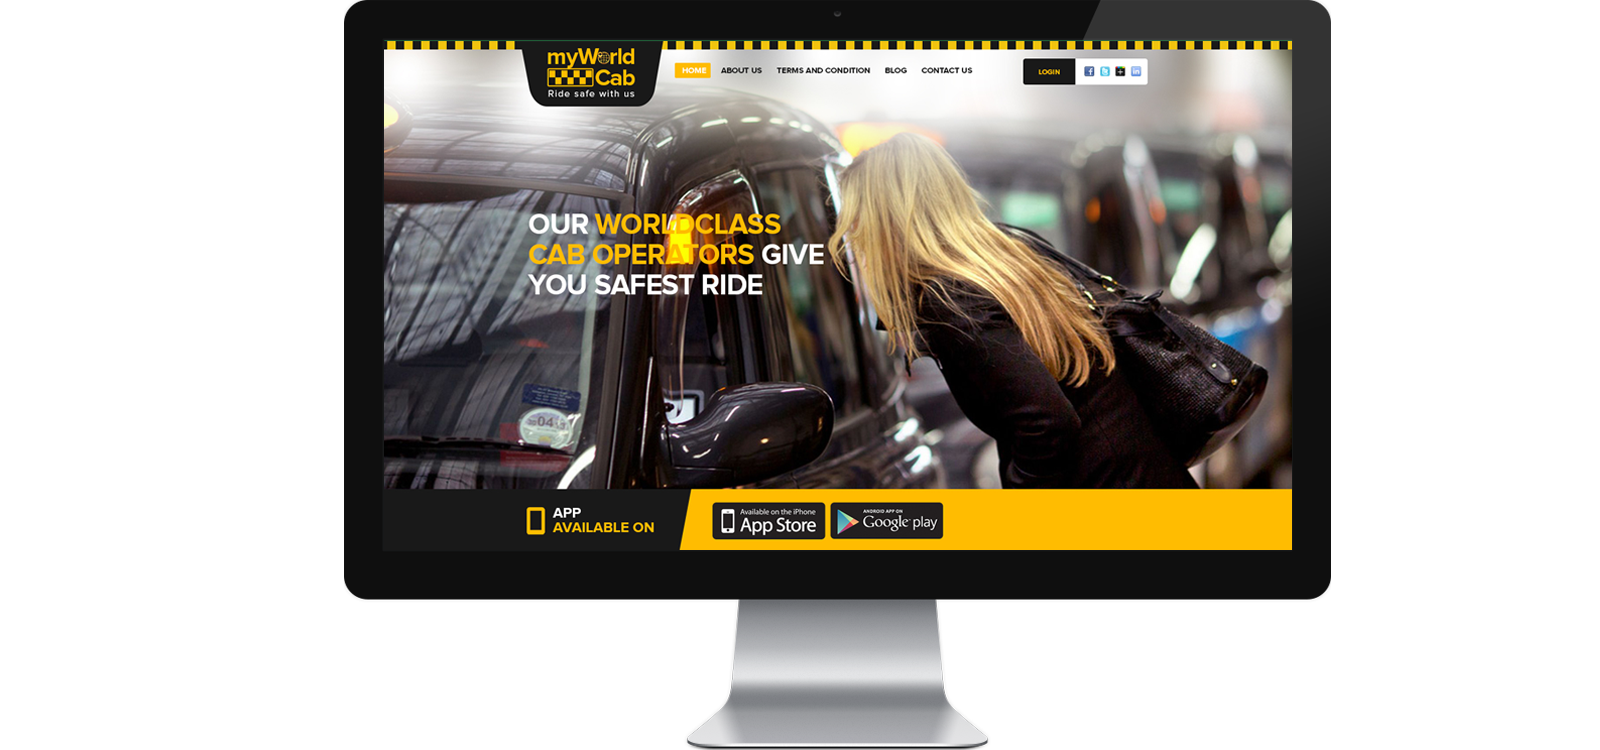 myWorld
Cab
Ride safe with us
HOME ABOUT US TERMS AND CONDITION BLOG CONTACT US
LOGIN
OUR WORLDCLASS
CAB OPERATORS GIVE
YOU SAFEST RIDE
04
APP
AVAILABLE ON
Available on the iPhone
App Store
ANDROID APP ON
Google play